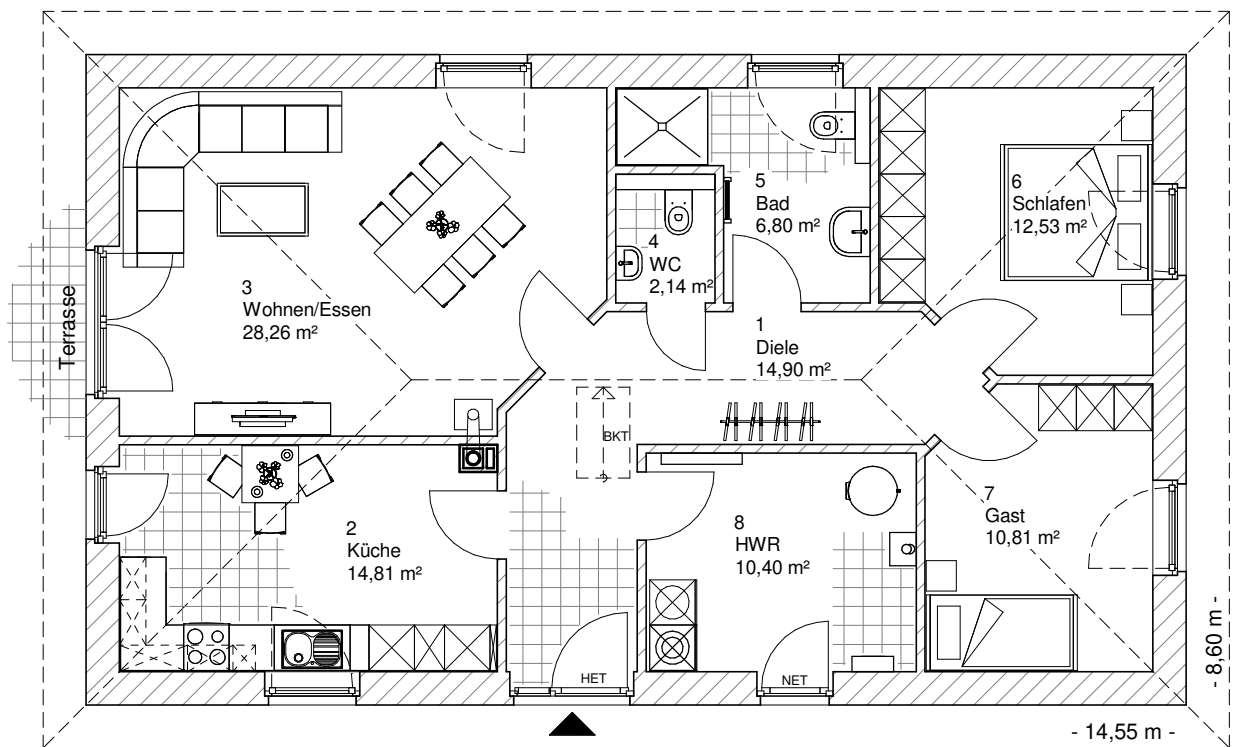 5
Bad
6,80 m²
6
Schlafen
12,53 m²
4
WC
2,14 m²
Terrasse
3
Wohnen/Essen
28,26 m²
1
Diele
14,90 m²
BKT
2
Küche
14,81 m²
8
HWR
10,40 m²
7
Gast
10,81 m²
HET
NET
- 8,60 m -
- 14,55 m -